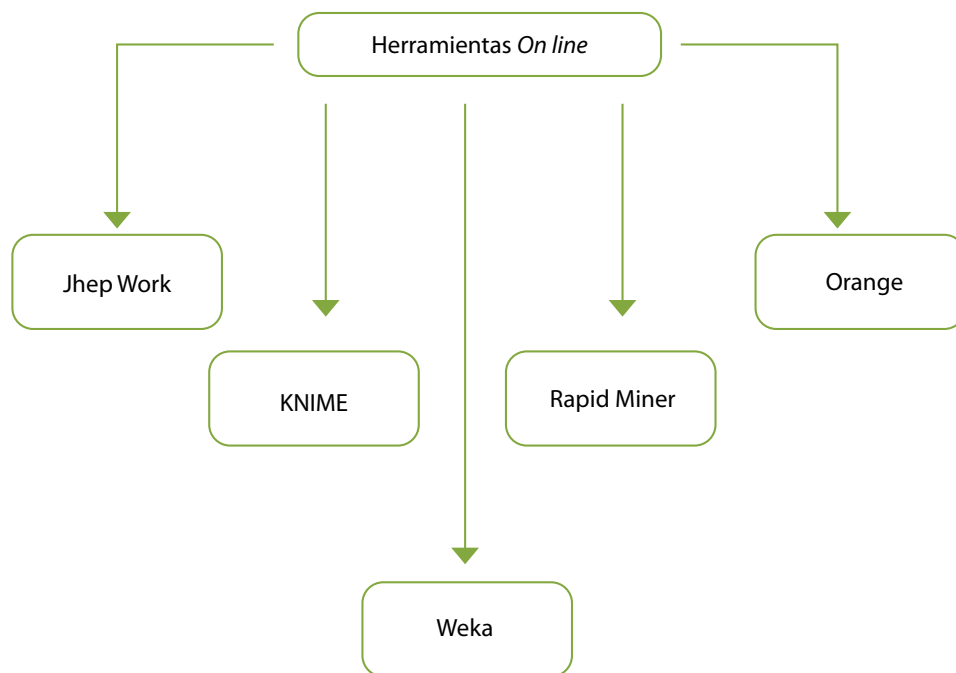 Herramientas On line
Jhep Work
Orange
KNIME
Rapid Miner
Weka